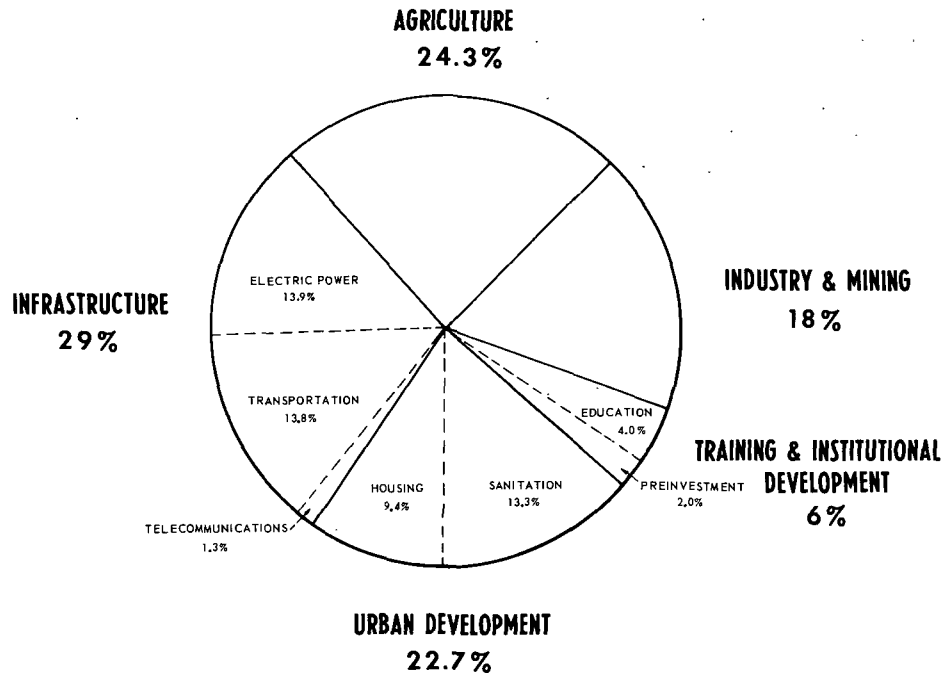 AGRICULTURE
24.3%
ELECTRIC POWER
13.9%
INFRASTRUCTURE
29%
INDUSTRY & MINING
18%
TRANSPORTATION
13.8%
EDUCATION
4.0%
TRAINING & INSTITUTIONAL
DEVELOPMENT
6%
PREINVESTMENT
2.0%
HOUSING
9.4%
SANITATION
13.3%
TELECOMMUNICATIONS
1.3%
URBAN DEVELOPMENT
22.7%